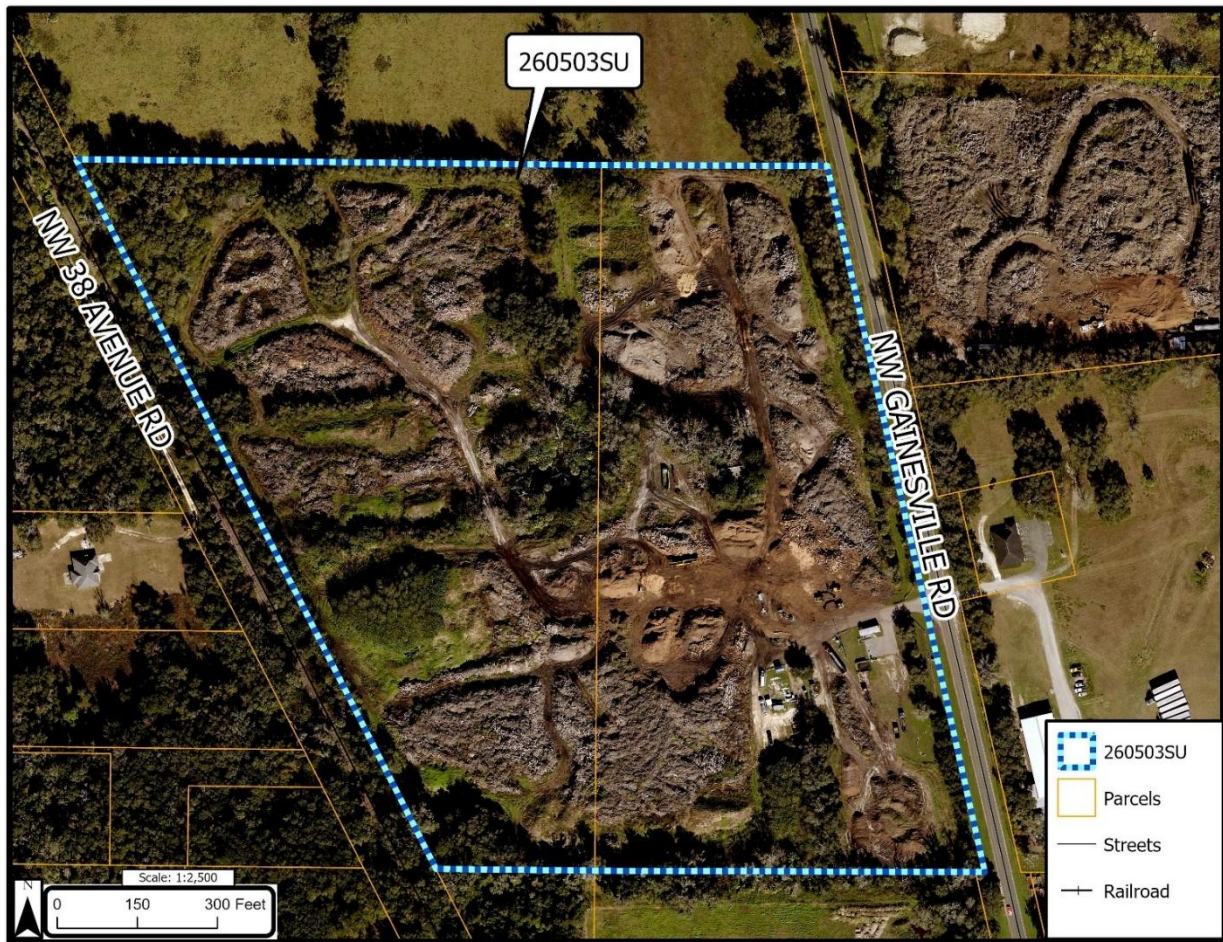 260503SU
NW 38 AVENUE RD
NW GAINESVILLE RD
260503SU
Parcels
Streets
Railroad
Scale: 1:2,500
N
0 150 300 Feet